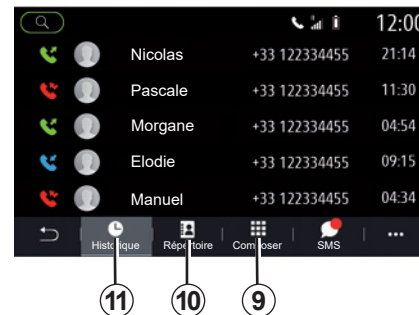 12:00
Nicolas +33 122334455 21:14
Pascale +33 122334455 11:30
Morgane +33 122334455 04:54
Elodie +33 122334455 09:15
Manuel +33 122334455 04:34
Historique Répertoire Composer SMS
11 10 9